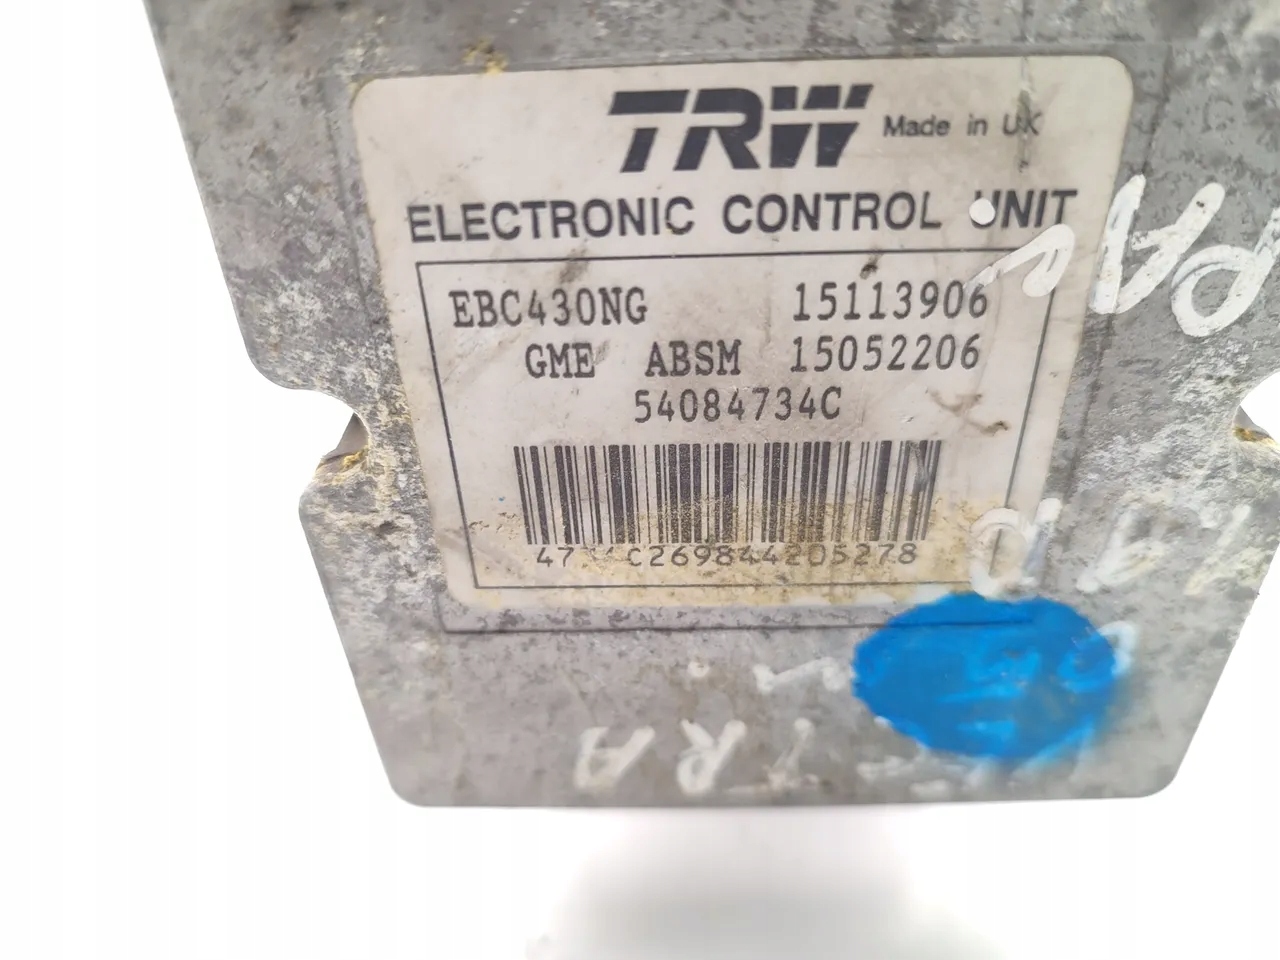 TRW Made in UK
ELECTRONIC CONTROL UNIT
EBC430NG 15113906
GME ABSM 15052206
54084734C